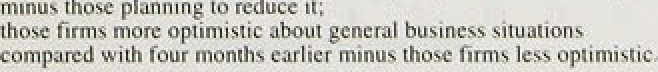 minus those planning to reduce it;
those firms more optimistic about general business situations
compared with four months earlier minus those firms less optimistic.